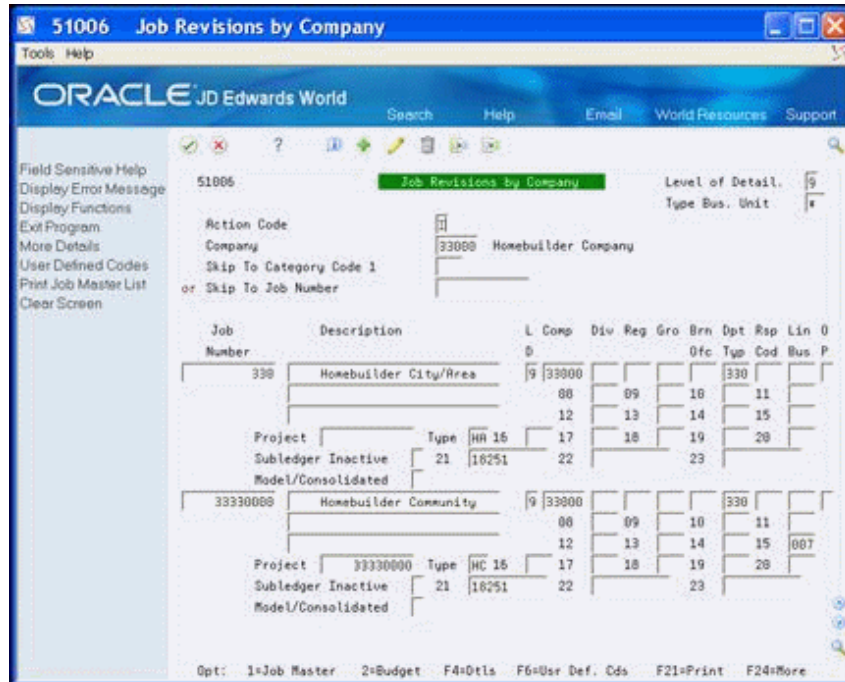 51006 Job Revisions by Company
Tools Help
ORACLE JD Edwards World
Search Help Email World Resources Support
Field Sensitive Help
Display Error Message
Display Functions
Exit Program
More Details
User Defined Codes
Print Job Master List
Clear Screen
51006 Job Revisions by Company Level of Detail. 9
Type Bus. Unit *
Action Code I
Company 33000 Homebuilder Company
Skip To Category Code 1
or Skip To Job Number
Job Description L Comp Div Reg Gro Brn Dpt Rsp Lin O
Number D Ofc Typ Cod Bus P
330 Homebuilder City/Area 9 33000 330
08 09 10 11
12 13 14 15
Project Type HA 16 17 18 19 20
Subledger Inactive 21 18251 22 23
Model/Consolidated
33330000 Homebuilder Community 9 33000 330
08 09 10 11
12 13 14 15 007
Project 33330000 Type HC 16 17 18 19 20
Subledger Inactive 21 18251 22 23
Model/Consolidated
Opt: 1=Job Master 2=Budget F4=Dtls F6=Usr Def. Cds F21=Print F24=More